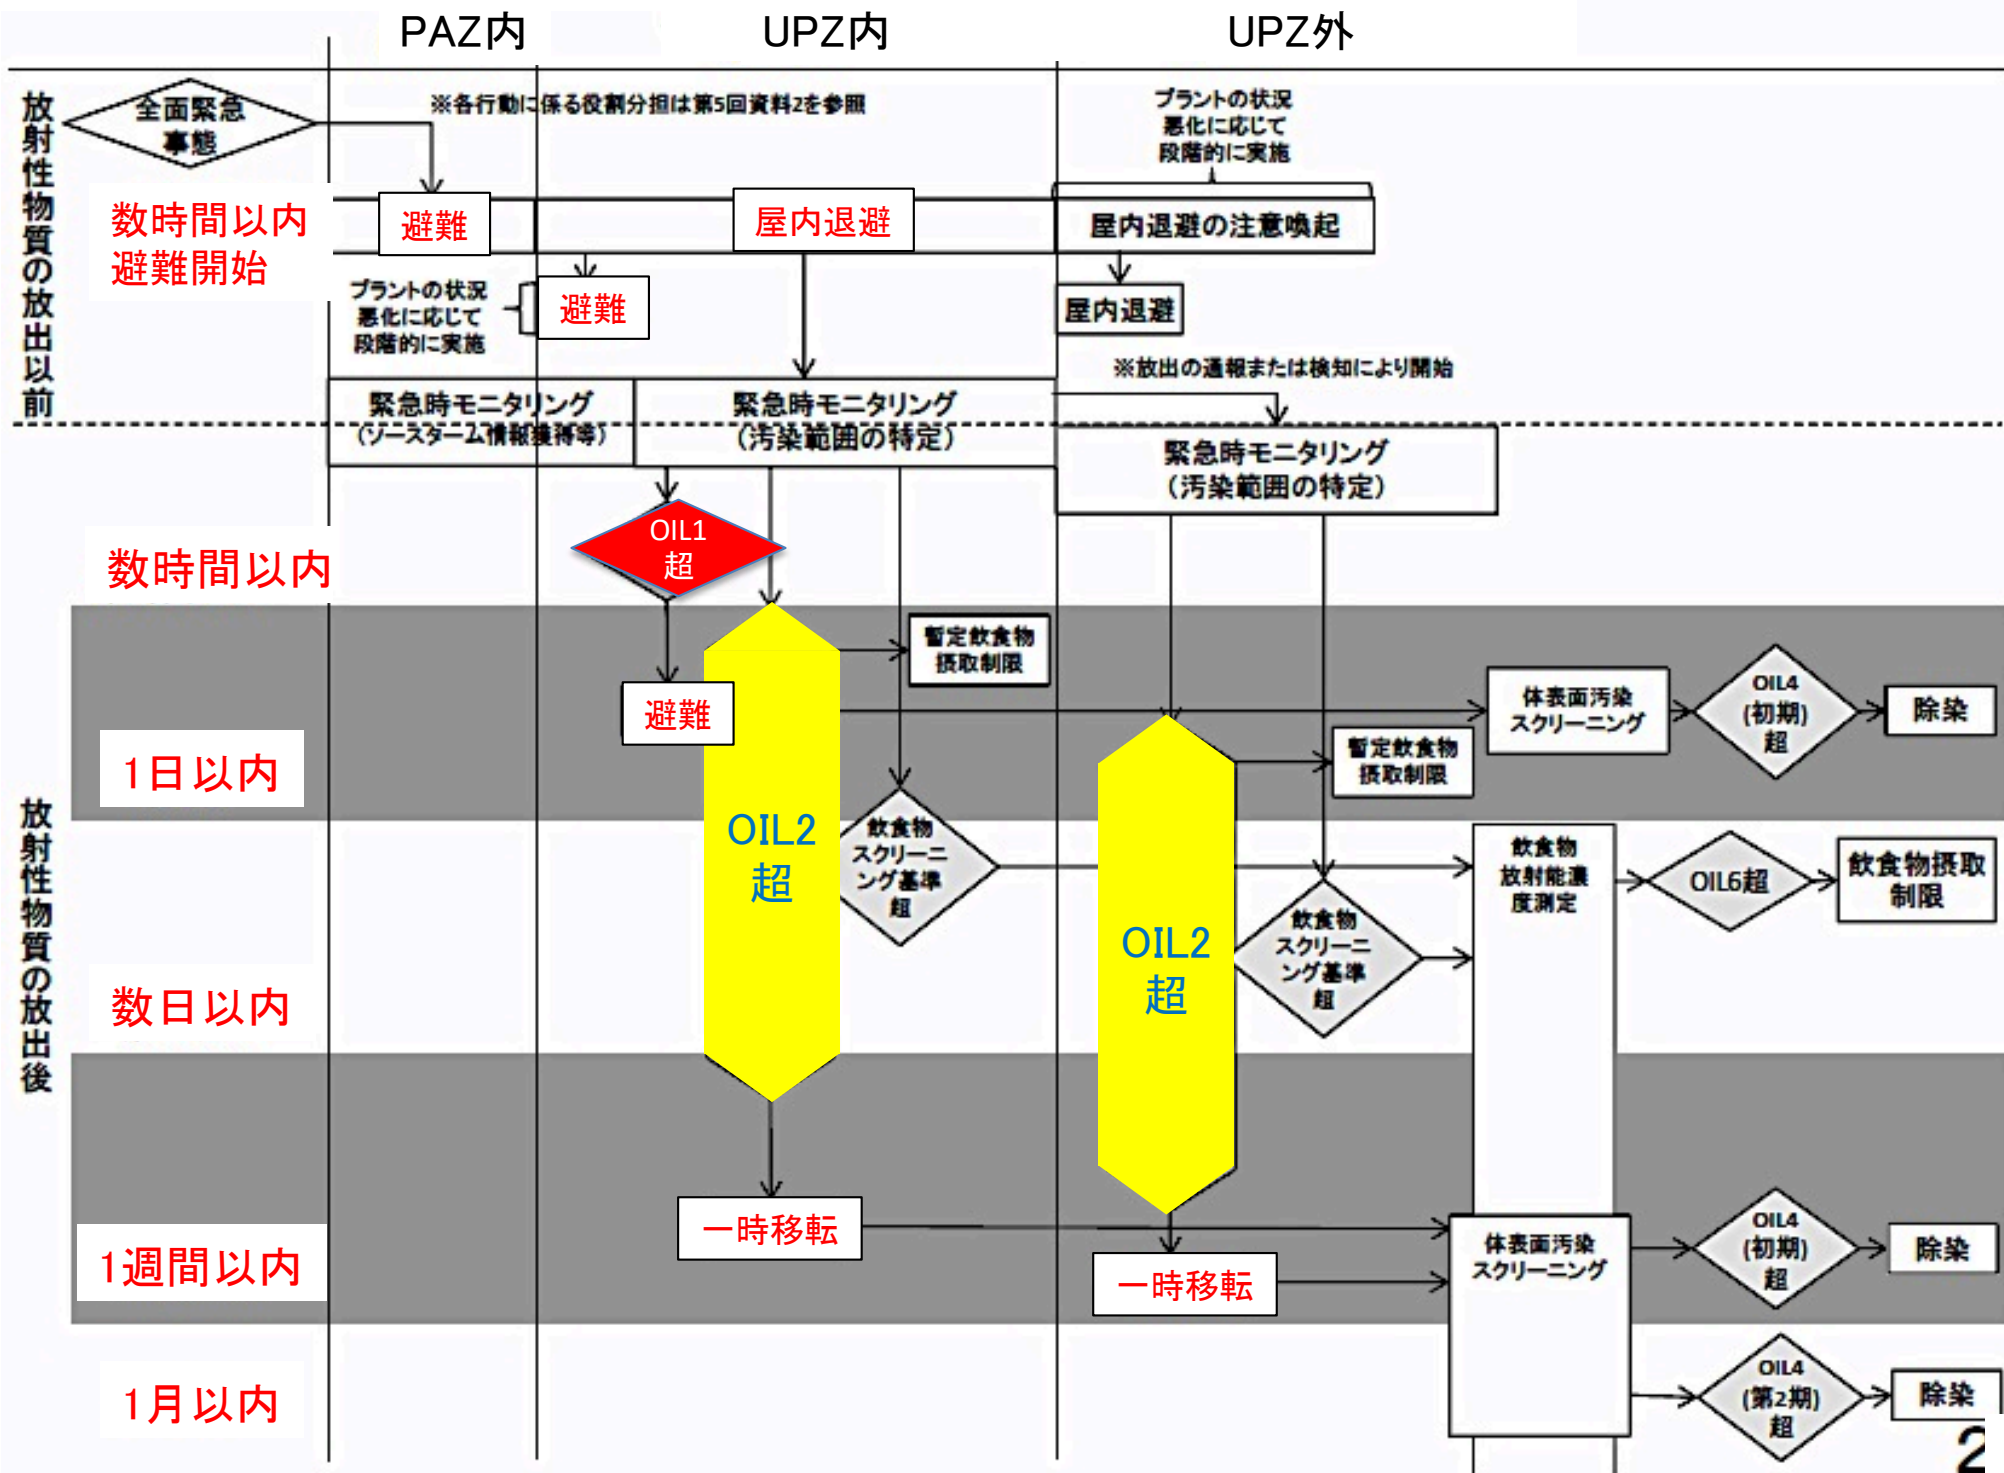 PAZ内
UPZ内
UPZ外
放射性物質の放出以前
全面緊急
事態
※各行動に係る役割分担は第5回資料2を参照
プラントの状況
悪化に応じて
段階的に実施
数時間以内
避難開始
避難
屋内退避
屋内退避の注意喚起
プラントの状況
悪化に応じて
段階的に実施
避難
屋内退避
※放出の通報または検知により開始
緊急時モニタリング
（ソースターム情報獲得等）
緊急時モニタリング
（汚染範囲の特定）
緊急時モニタリング
（汚染範囲の特定）
放射性物質の放出後
数時間以内
OIL1
超
暫定飲食物
摂取制限
避難
体表面汚染
スクリーニング
OIL4
(初期)
超
除染
1日以内
暫定飲食物
摂取制限
OIL2
超
飲食物
スクリーニ
ング基準
超
飲食物
放射能濃
度測定
OIL6超
飲食物摂取
制限
OIL2
超
飲食物
スクリーニ
ング基準
超
数日以内
一時移転
1週間以内
一時移転
体表面汚染
スクリーニング
OIL4
(初期)
超
除染
1月以内
OIL4
(第2期)
超
除染
2